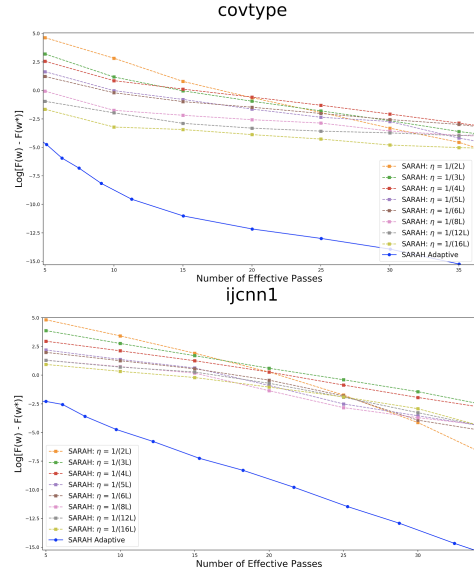 covtype
5.0
2.5
0.0
-2.5
-5.0
-7.5
-10.0
-12.5
-15.0
Log[F(w) - F(w*)]
SARAH: η = 1/(2L)
SARAH: η = 1/(3L)
SARAH: η = 1/(4L)
SARAH: η = 1/(5L)
SARAH: η = 1/(6L)
SARAH: η = 1/(8L)
SARAH: η = 1/(12L)
SARAH: η = 1/(16L)
SARAH Adaptive
5 10 15 20 25 30 35
Number of Effective Passes
ijcnn1
5.0
2.5
0.0
-2.5
-5.0
-7.5
-10.0
-12.5
-15.0
Log[F(w) - F(w*)]
SARAH: η = 1/(2L)
SARAH: η = 1/(3L)
SARAH: η = 1/(4L)
SARAH: η = 1/(5L)
SARAH: η = 1/(6L)
SARAH: η = 1/(8L)
SARAH: η = 1/(12L)
SARAH: η = 1/(16L)
SARAH Adaptive
5 10 15 20 25 30
Number of Effective Passes